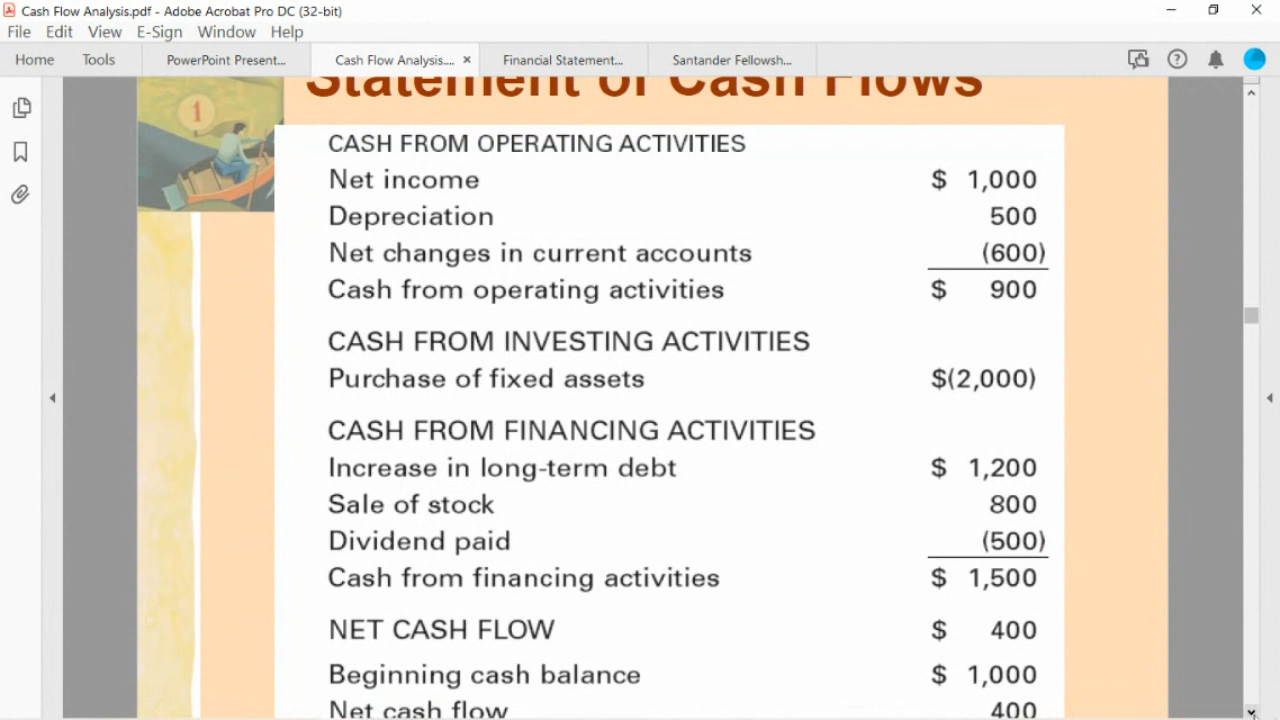 Cash Flow Analysis.pdf - Adobe Acrobat Pro DC (32-bit)
File Edit View E-Sign Window Help
Home Tools PowerPoint Present... Cash Flow Analysis.... × Financial Statement... Santander Fellowsh...
Statement of Cash Flows
1
CASH FROM OPERATING ACTIVITIES
Net income $ 1,000
Depreciation 500
Net changes in current accounts (600)
Cash from operating activities $ 900
CASH FROM INVESTING ACTIVITIES
Purchase of fixed assets $(2,000)
CASH FROM FINANCING ACTIVITIES
Increase in long-term debt $ 1,200
Sale of stock 800
Dividend paid (500)
Cash from financing activities $ 1,500
NET CASH FLOW $ 400
Beginning cash balance $ 1,000
Net cash flow 400